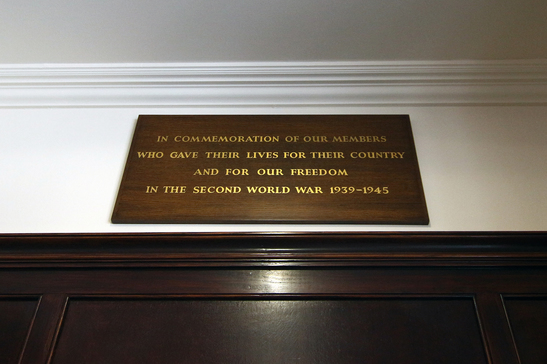 IN COMMEMORATION OF OUR MEMBERS
WHO GAVE THEIR LIVES FOR THEIR COUNTRY
AND FOR OUR FREEDOM
IN THE SECOND WORLD WAR 1939-1945